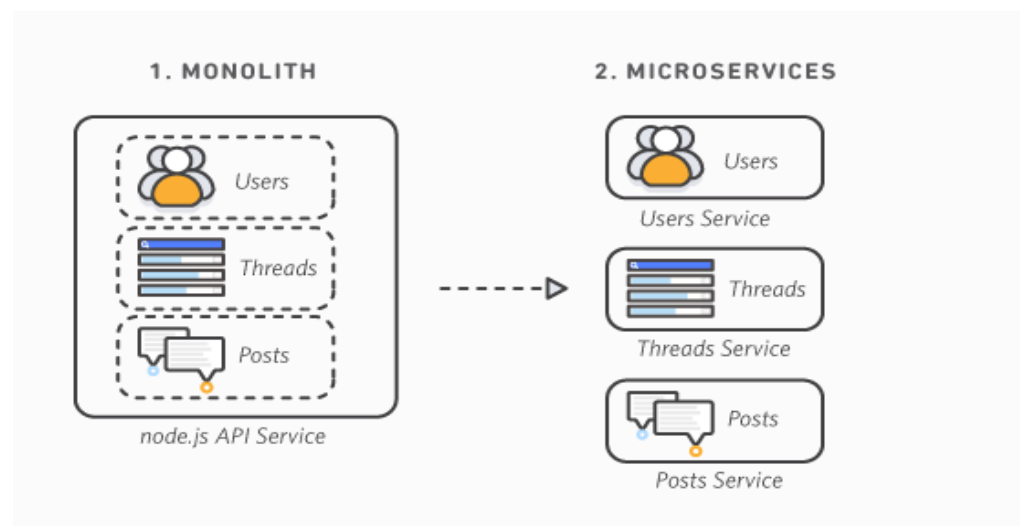 1. MONOLITH
Users
Threads
Posts
node.js API Service
2. MICROSERVICES
Users
Users Service
Threads
Threads Service
Posts
Posts Service